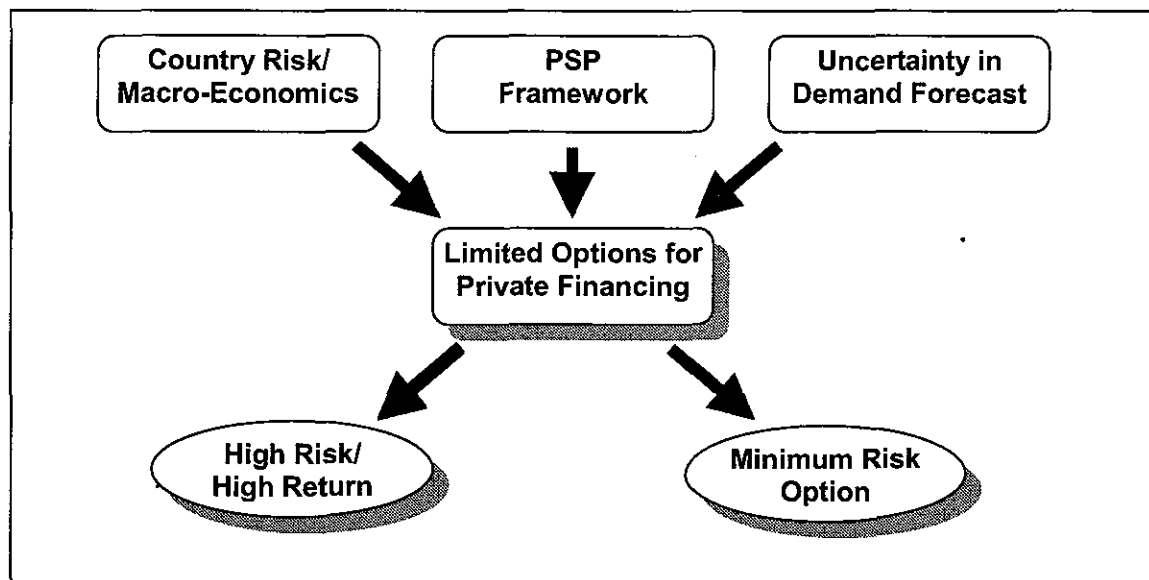 Country Risk/
Macro-Economics
PSP
Framework
Uncertainty in
Demand Forecast
Limited Options for
Private Financing
High Risk/
High Return
Minimum Risk
Option